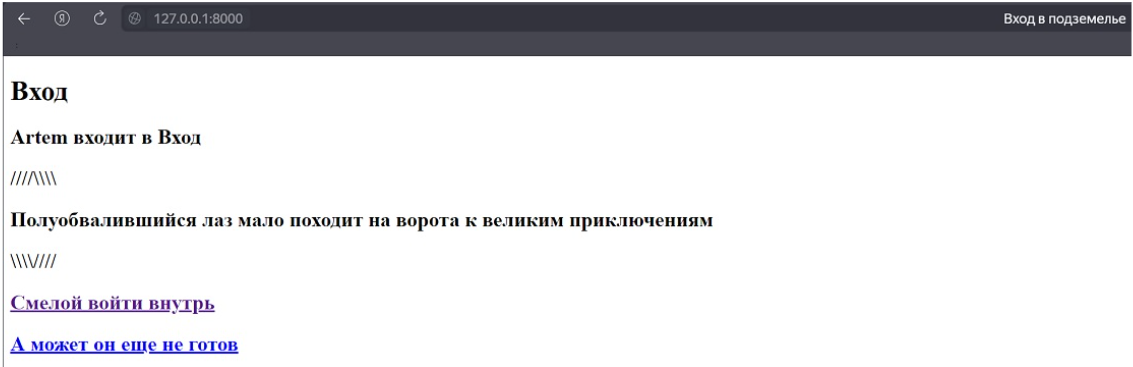 Я 127.0.0.1:8000 Вход в подземелье
Вход
Artem входит в Вход
////\\\\
Полуобвалившийся лаз мало походит на ворота к великим приключениям
\\\\////
Смелой войти внутрь
А может он еще не готов